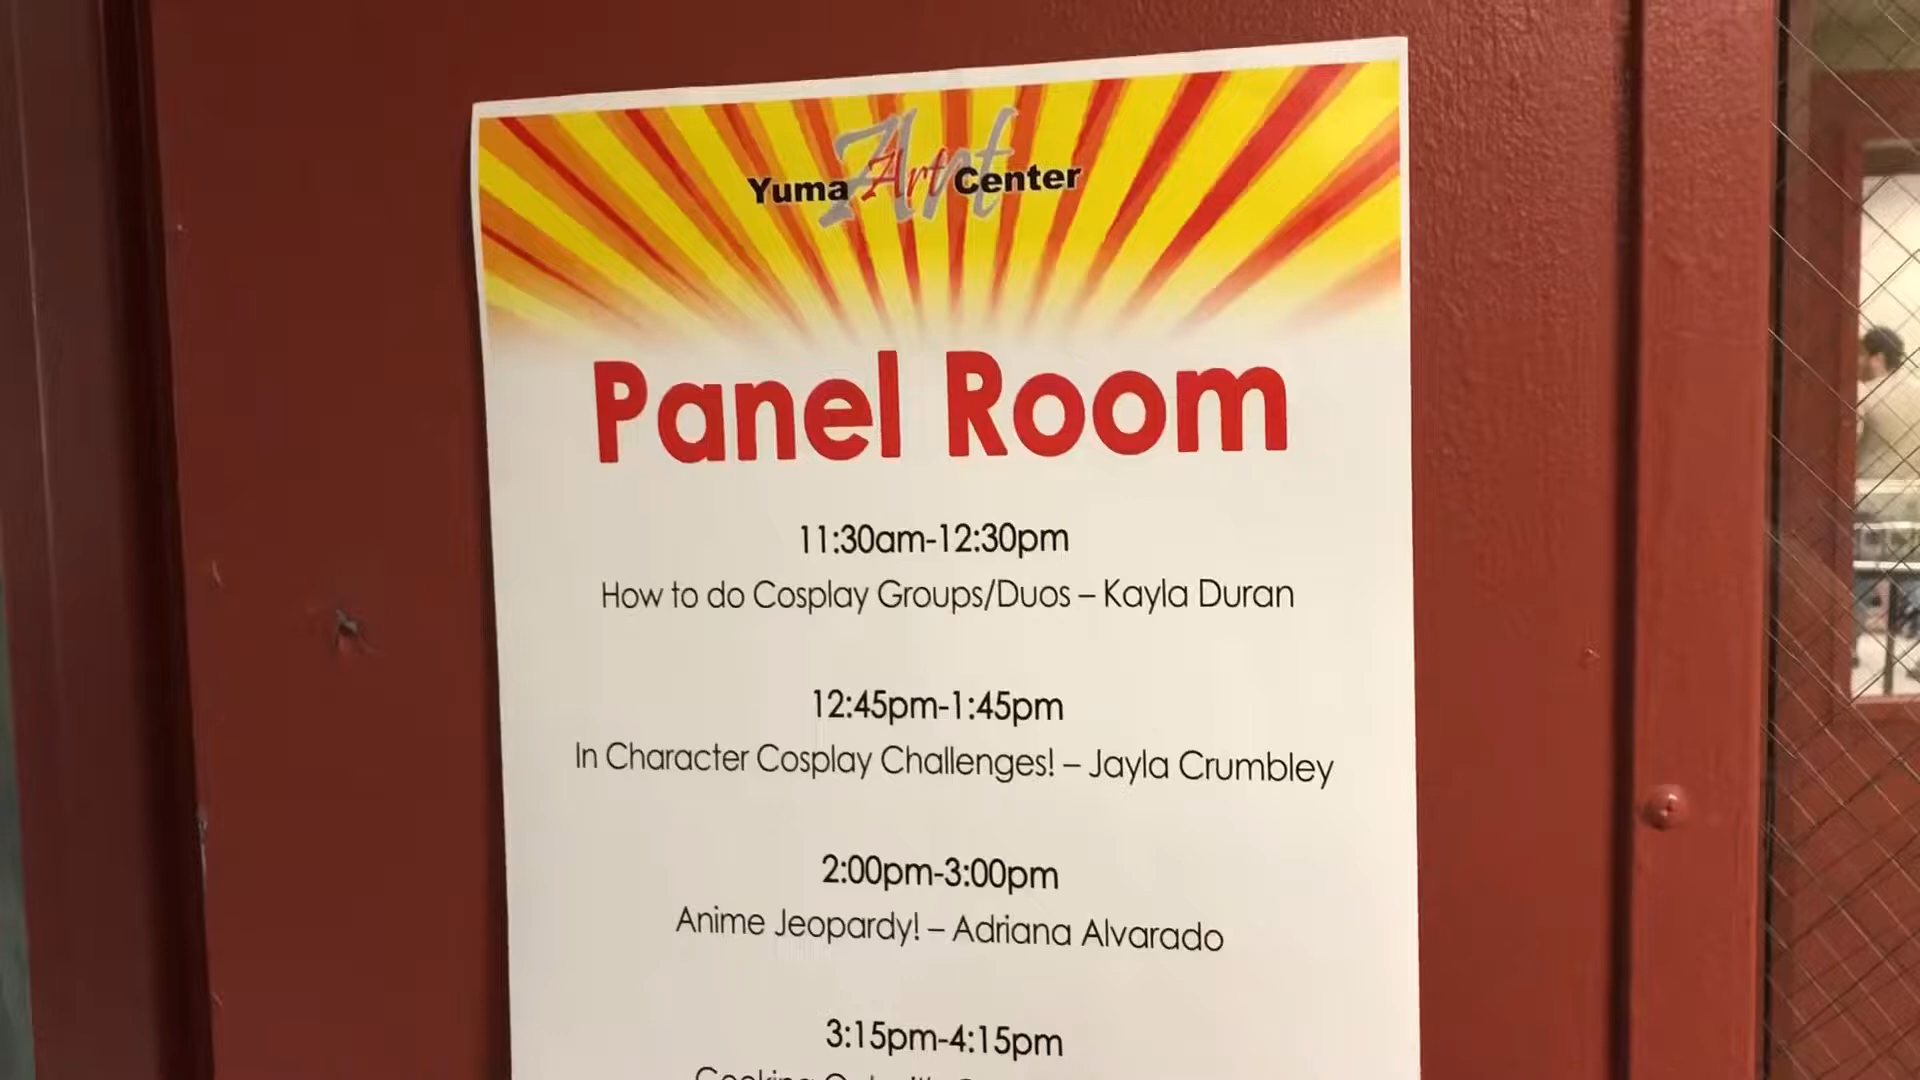 Yuma Art Center
Panel Room
11:30am-12:30pm
How to do Cosplay Groups/Duos – Kayla Duran
12:45pm-1:45pm
In Character Cosplay Challenges! – Jayla Crumbley
2:00pm-3:00pm
Anime Jeopardy! – Adriana Alvarado
3:15pm-4:15pm